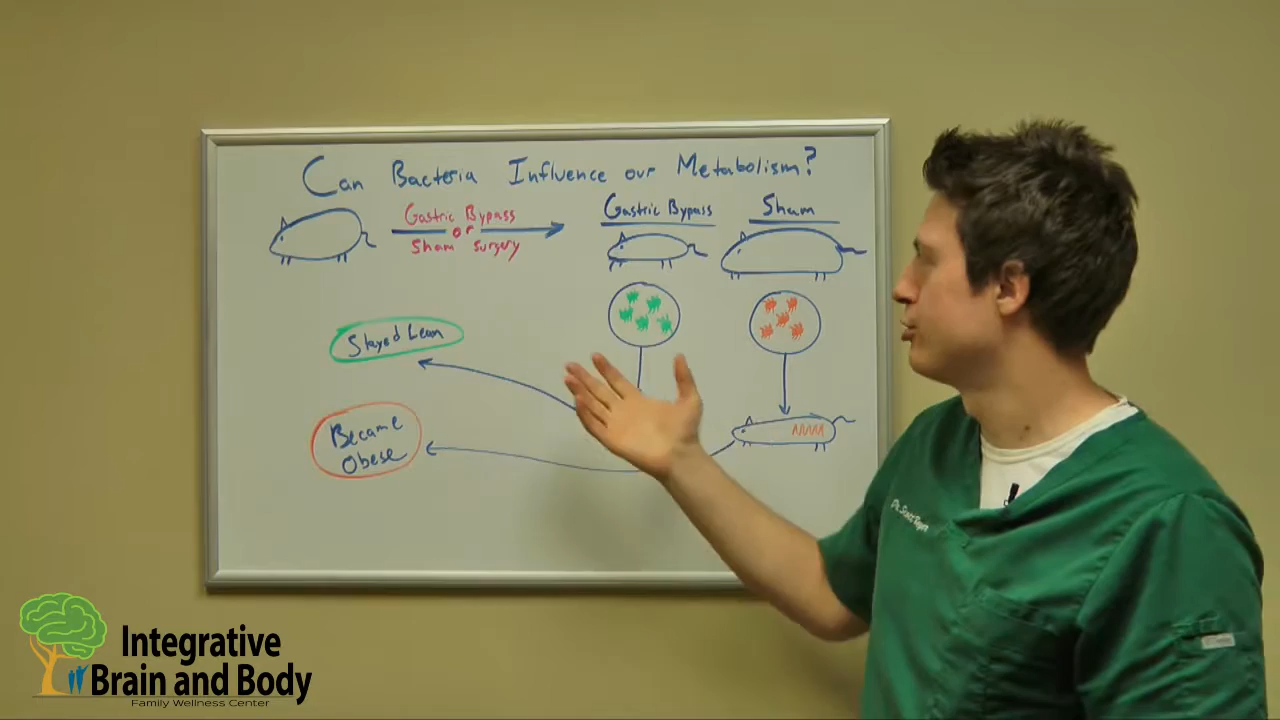 Can Bacteria Influence our Metabolism?
Gastric Bypass
or
Sham surgery
Gastric Bypass
Sham
Stayed Lean
Became
Obese
Integrative
Brain and Body
Family Wellness Center